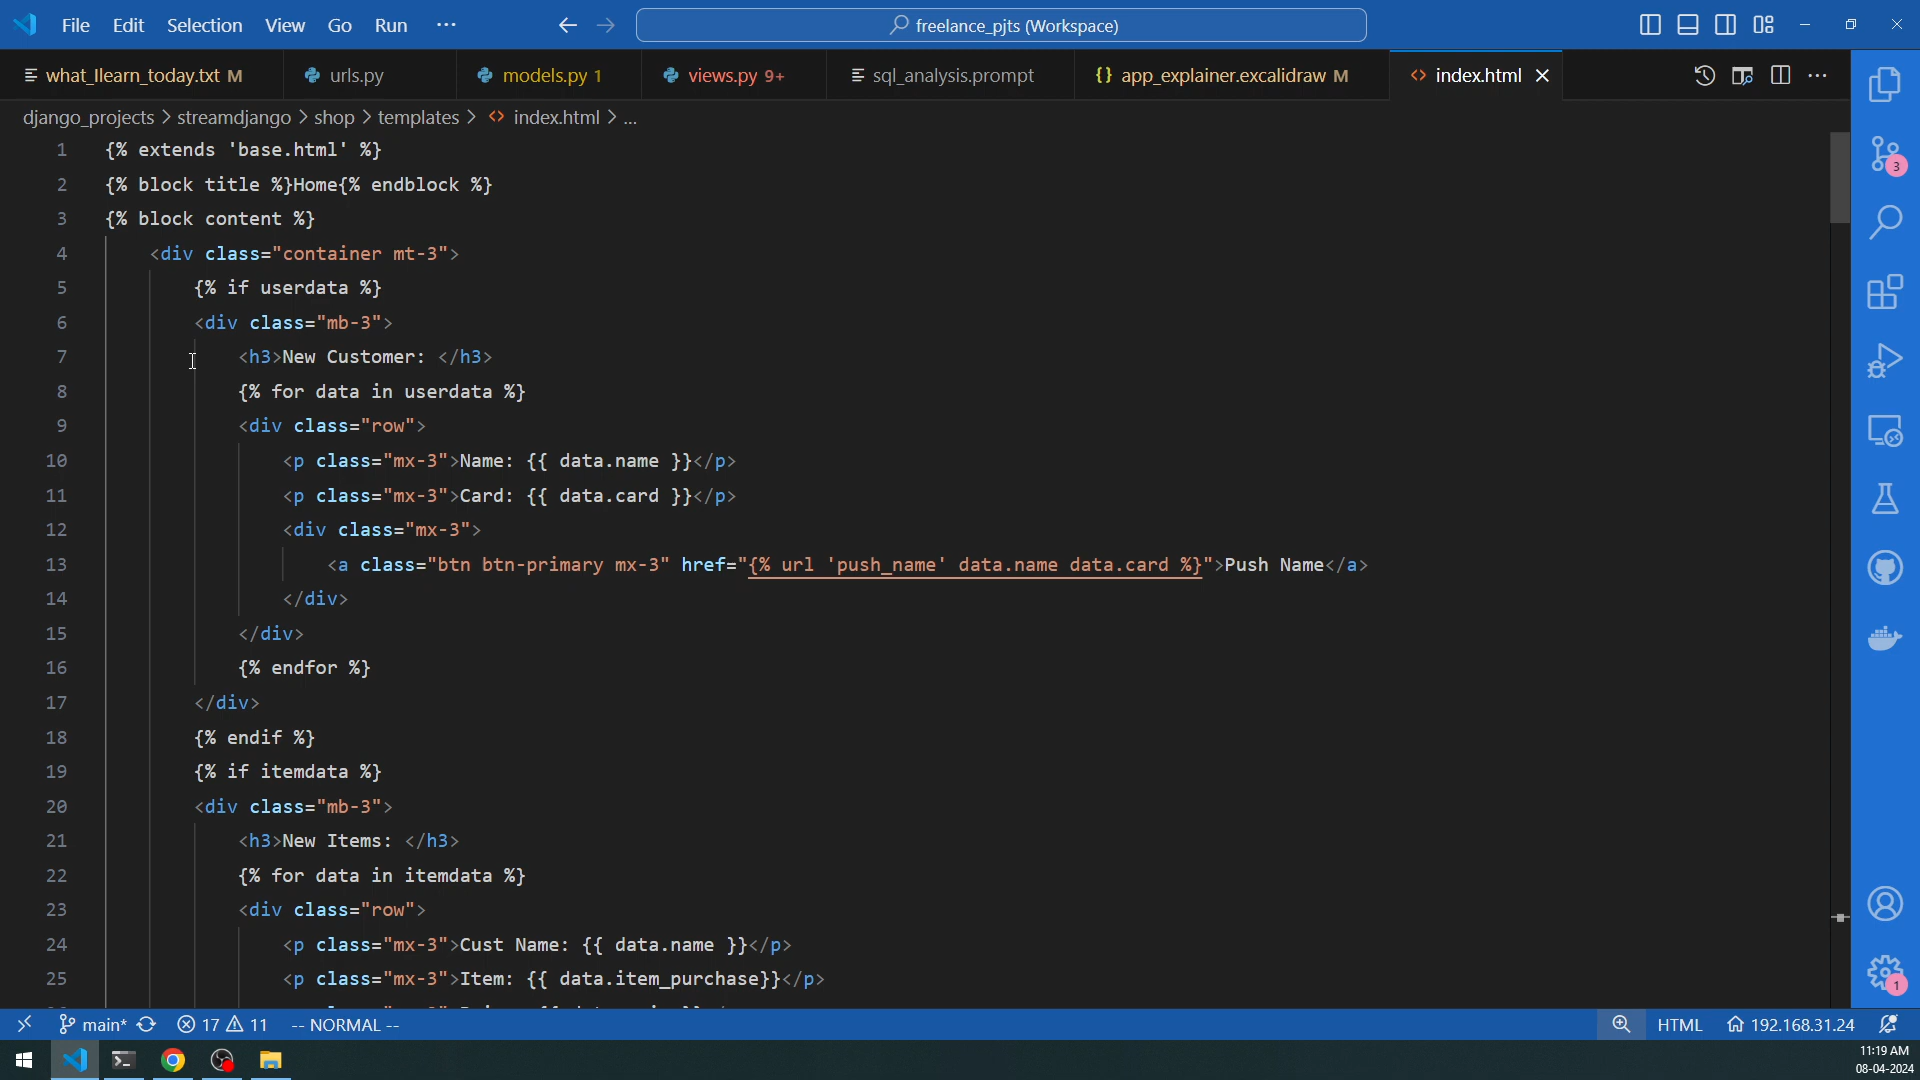 File Edit Selection View Go Run ··· freelance_pjts (Workspace)
what_Ilearn_today.txt M urls.py models.py 1 views.py 9+ sql_analysis.prompt {} app_explainer.excalidraw M <> index.html
django_projects > streamdjango > shop > templates > <> index.html > ...
1 {% extends 'base.html' %}
2 {% block title %}Home{% endblock %}
3 {% block content %}
4 <div class="container mt-3">
5 {% if userdata %}
6 <div class="mb-3">
7 <h3>New Customer: </h3>
8 {% for data in userdata %}
9 <div class="row">
10 <p class="mx-3">Name: {{ data.name }}</p>
11 <p class="mx-3">Card: {{ data.card }}</p>
12 <div class="mx-3">
13 <a class="btn btn-primary mx-3" href="{% url 'push_name' data.name data.card %}">Push Name</a>
14 </div>
15 </div>
16 {% endfor %}
17 </div>
18 {% endif %}
19 {% if itemdata %}
20 <div class="mb-3">
21 <h3>New Items: </h3>
22 {% for data in itemdata %}
23 <div class="row">
24 <p class="mx-3">Cust Name: {{ data.name }}</p>
25 <p class="mx-3">Item: {{ data.item_purchase}}</p>
3
1
main* 17 11 -- NORMAL -- HTML 192.168.31.24
11:19 AM
08-04-2024